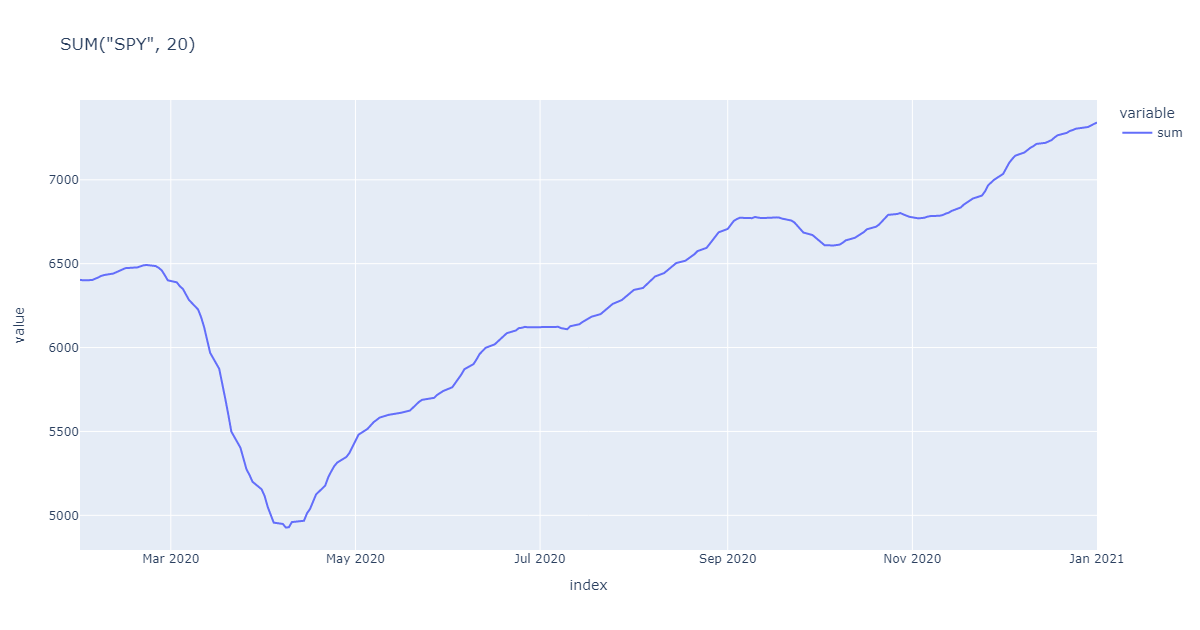 SUM("SPY", 20)
variable
sum
value
7000
6500
6000
5500
5000
Mar 2020
May 2020
Jul 2020
Sep 2020
Nov 2020
Jan 2021
index